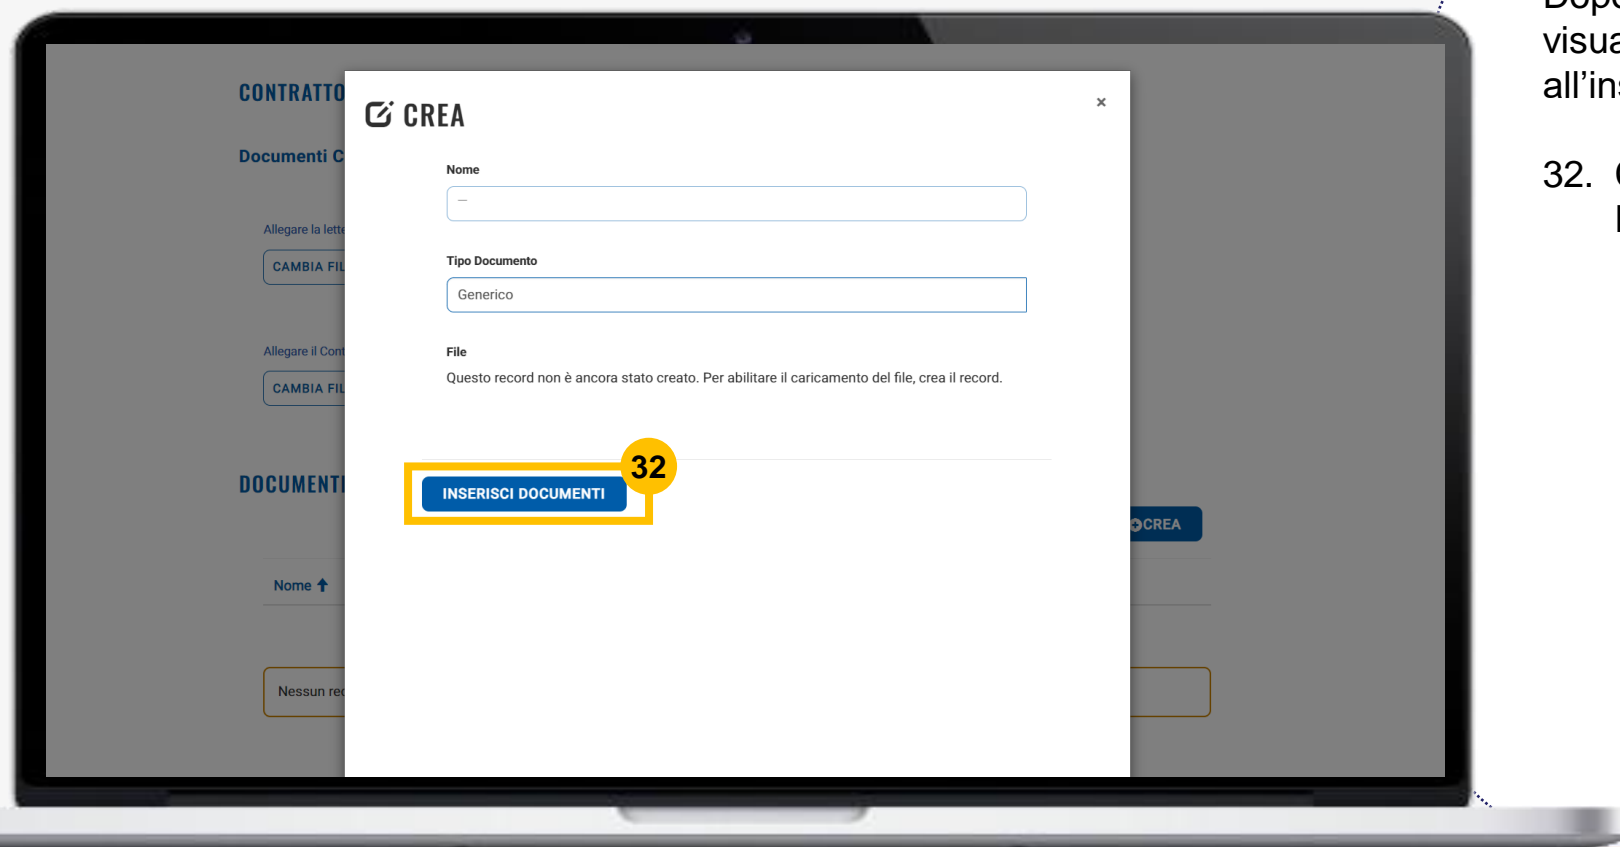 CONTRATTO
CREA
×
Documenti C
Nome
—
Allegare la lette
CAMBIA FIL
Tipo Documento
Generico
Allegare il Cont
CAMBIA FIL
File
Questo record non è ancora stato creato. Per abilitare il caricamento del file, crea il record.
32
DOCUMENTI
INSERISCI DOCUMENTI
CREA
Nome
Nessun rec
visua
all'ins
32.